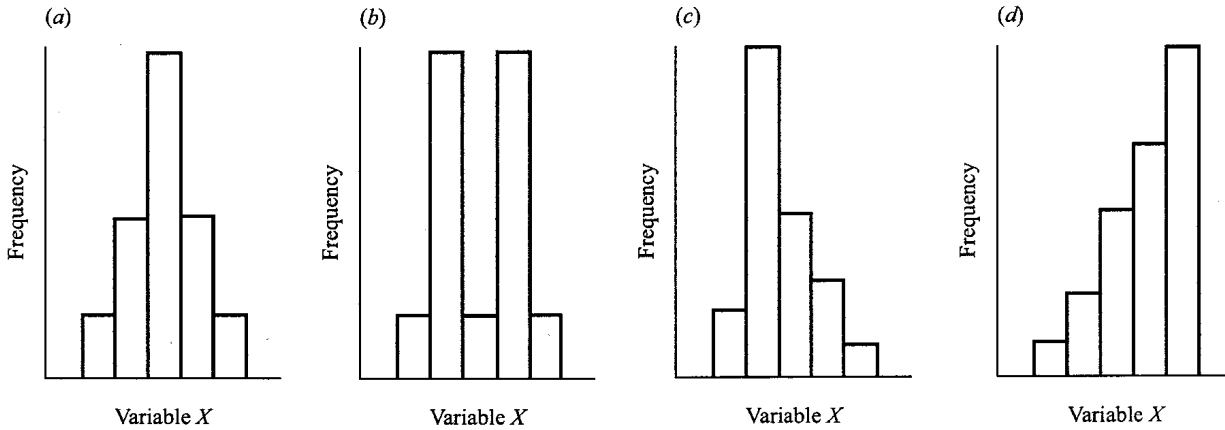 (a)
Frequency
Variable X
(b)
Frequency
Variable X
(c)
Frequency
Variable X
(d)
Frequency
Variable X